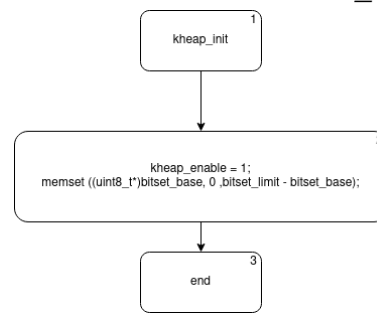 1
kheap_init
kheap_enable = 1;
memset ((uint8_t*)bitset_base, 0 ,bitset_limit - bitset_base);
3
end